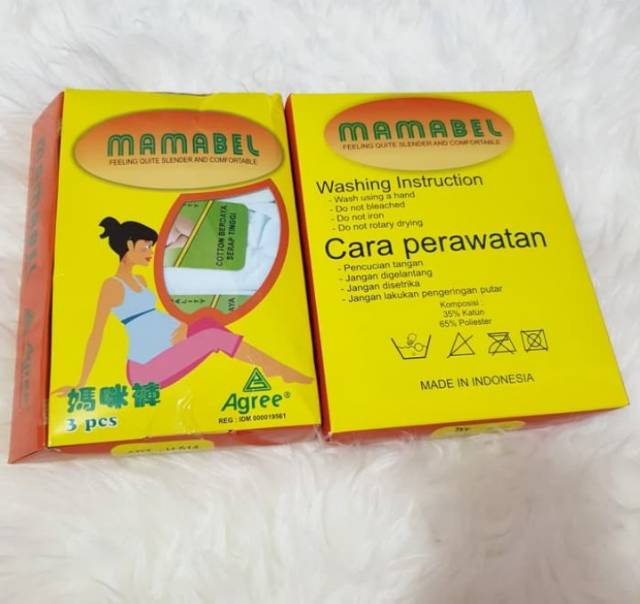 MAMABEL
FEELING QUITE SLENDER AND COMFORTABLE
COTTON BERDAYA
SERAP TINGGI
媽咪褲
3 pcs
Agree®
REG : IDM 000019561
MAMABEL
FEELING QUITE SLENDER AND COMFORTABLE
Washing Instruction
- Wash using a hand
- Do not bleached
- Do not iron
- Do not rotary drying.
Cara perawatan
- Pencucian tangan
- Jangan digelantang
- Jangan disetrika
- Jangan lakukan pengeringan putar
Komposisi :
35% Katun
65% Poliester
MADE IN INDONESIA